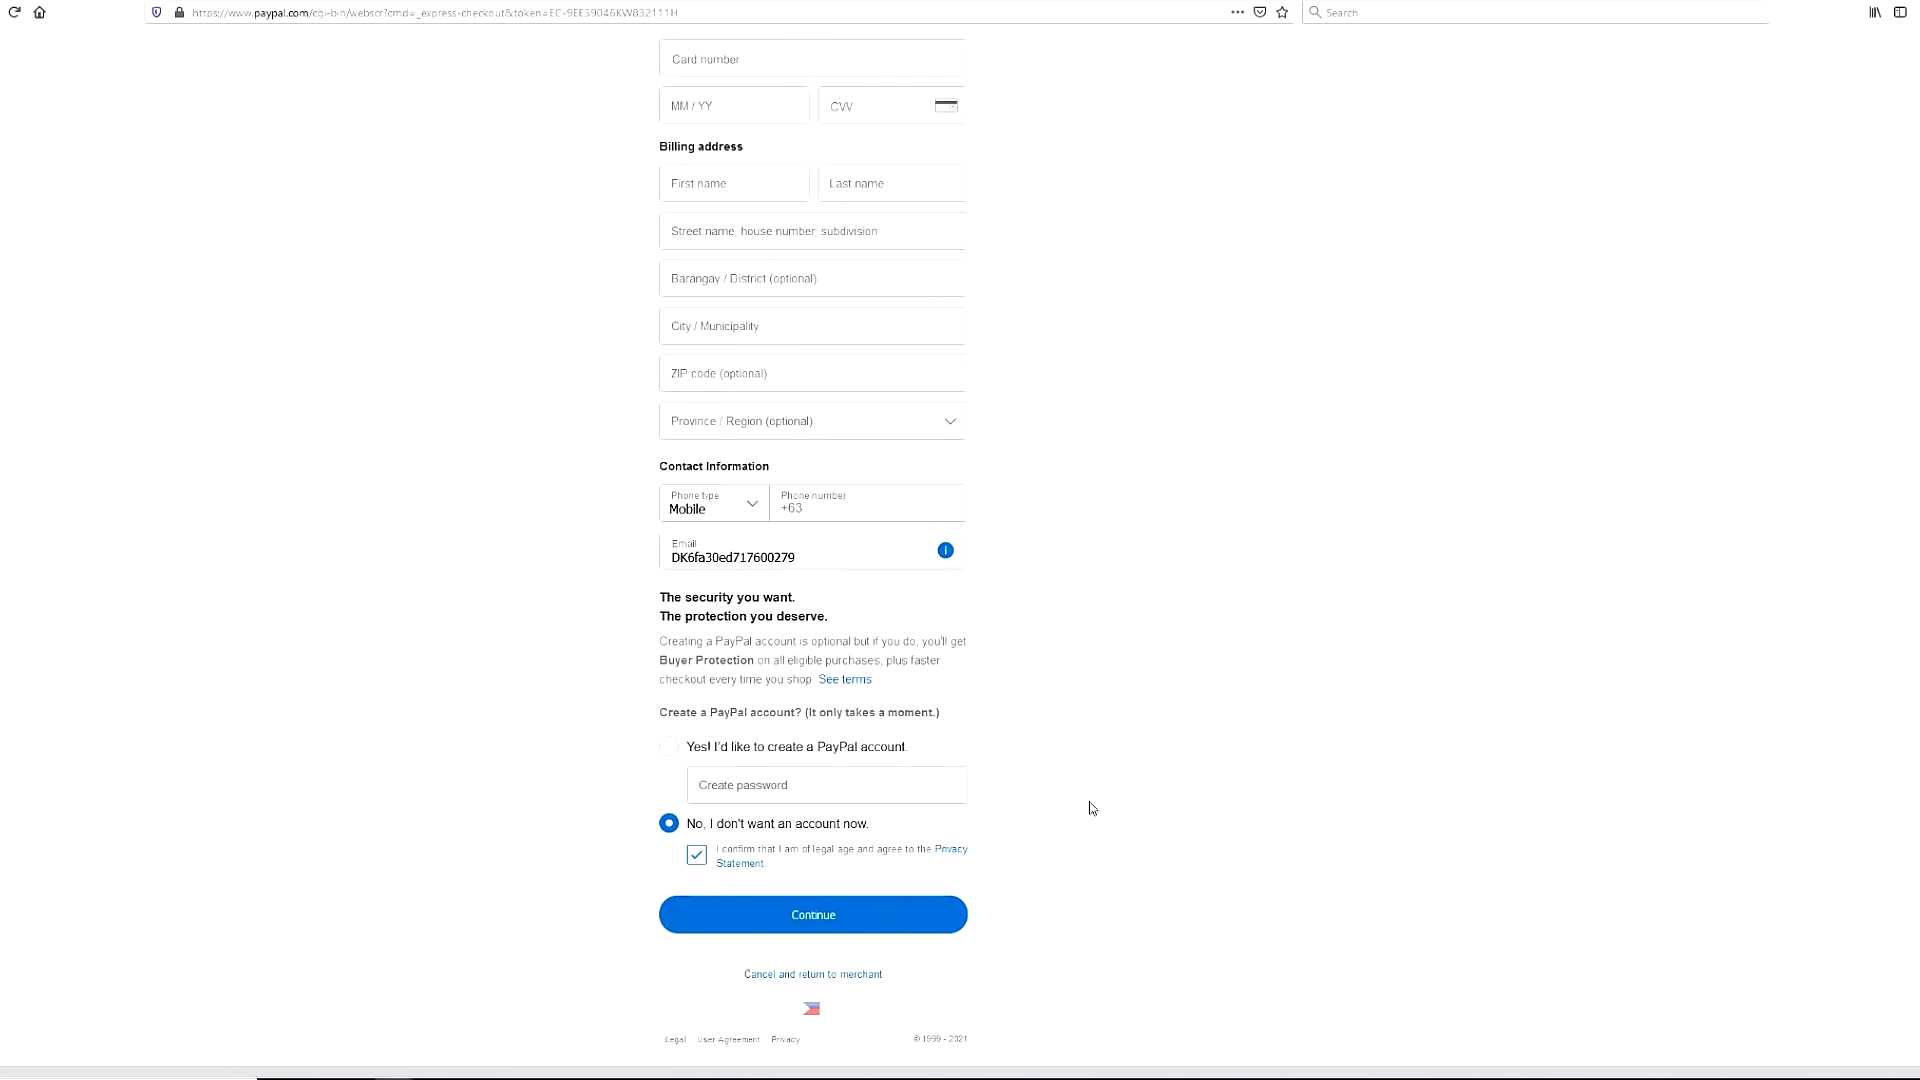 https://www.paypal.com/cgi-bin/webscr?cmd=_express-checkout&token=EC-9EE39046KW832111H
Search
Card number
MM / YY
CVV
Billing address
First name
Last name
Street name, house number, subdivision
Barangay / District (optional)
City / Municipality
ZIP code (optional)
Province / Region (optional)
Contact Information
Phone type
Mobile
Phone number
+63
Email
DK6fa30ed717600279
The security you want.
The protection you deserve.
Creating a PayPal account is optional but if you do, you'll get
Buyer Protection on all eligible purchases, plus faster
checkout every time you shop See terms
Create a PayPal account? (It only takes a moment.)
Yes! I'd like to create a PayPal account.
Create password
No, I don't want an account now.
I confirm that I am of legal age and agree to the Privacy
Statement.
Continue
Cancel and return to merchant
Legal User Agreement Privacy
© 1999 - 2021